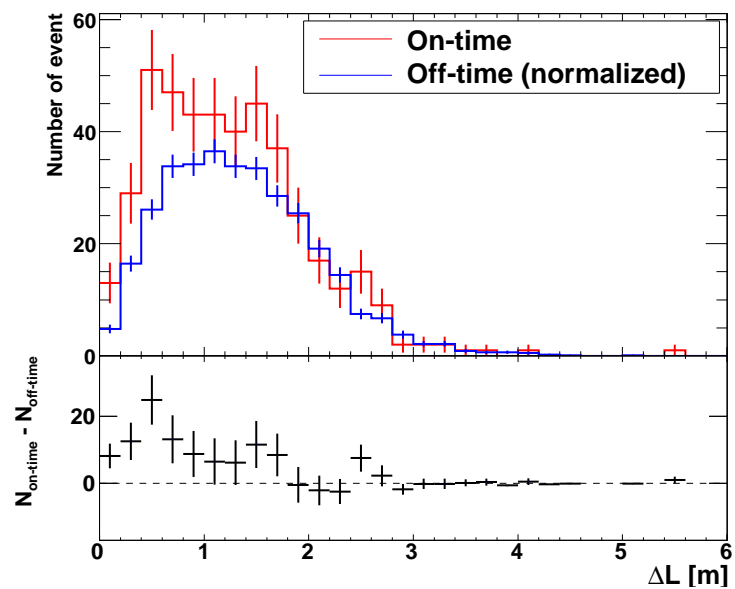 60
40
20
0
Number of event
On-time
Off-time (normalized)
20
0
N_on-time - N_off-time
0 1 2 3 4 5 6
ΔL [m]